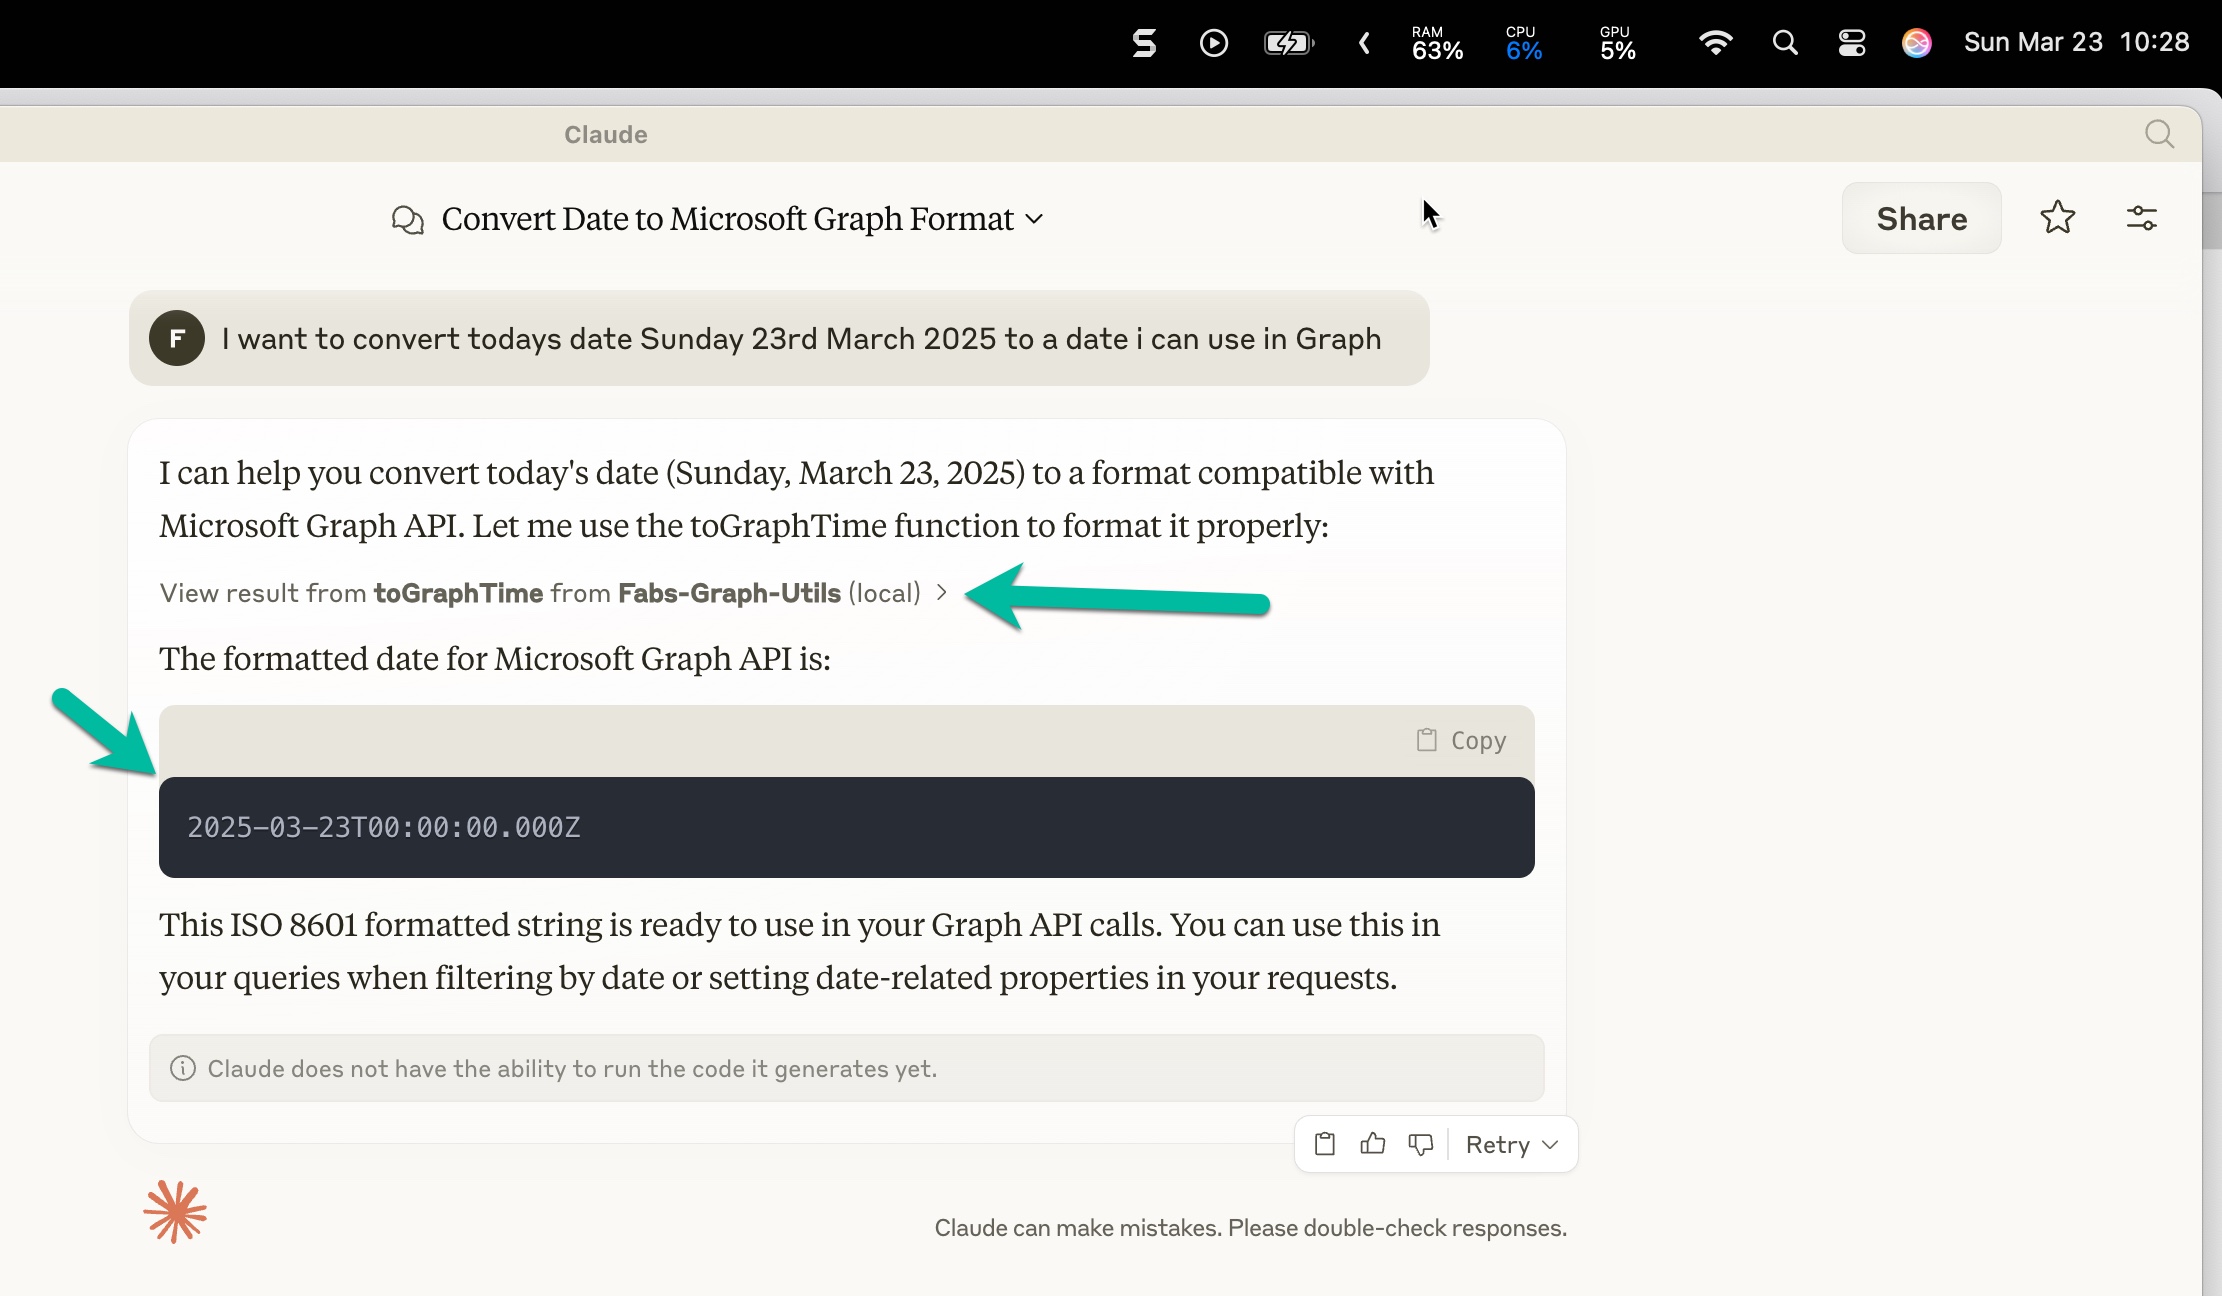 RAM CPU GPU
63% 6% 5% Sun Mar 23 10:28
Claude
Convert Date to Microsoft Graph Format
Share
F I want to convert todays date Sunday 23rd March 2025 to a date i can use in Graph
I can help you convert today's date (Sunday, March 23, 2025) to a format compatible with
Microsoft Graph API. Let me use the toGraphTime function to format it properly:
View result from toGraphTime from Fabs-Graph-Utils (local)
The formatted date for Microsoft Graph API is:
Copy
2025-03-23T00:00:00.000Z
This ISO 8601 formatted string is ready to use in your Graph API calls. You can use this in
your queries when filtering by date or setting date-related properties in your requests.
Claude does not have the ability to run the code it generates yet.
Retry
Claude can make mistakes. Please double-check responses.